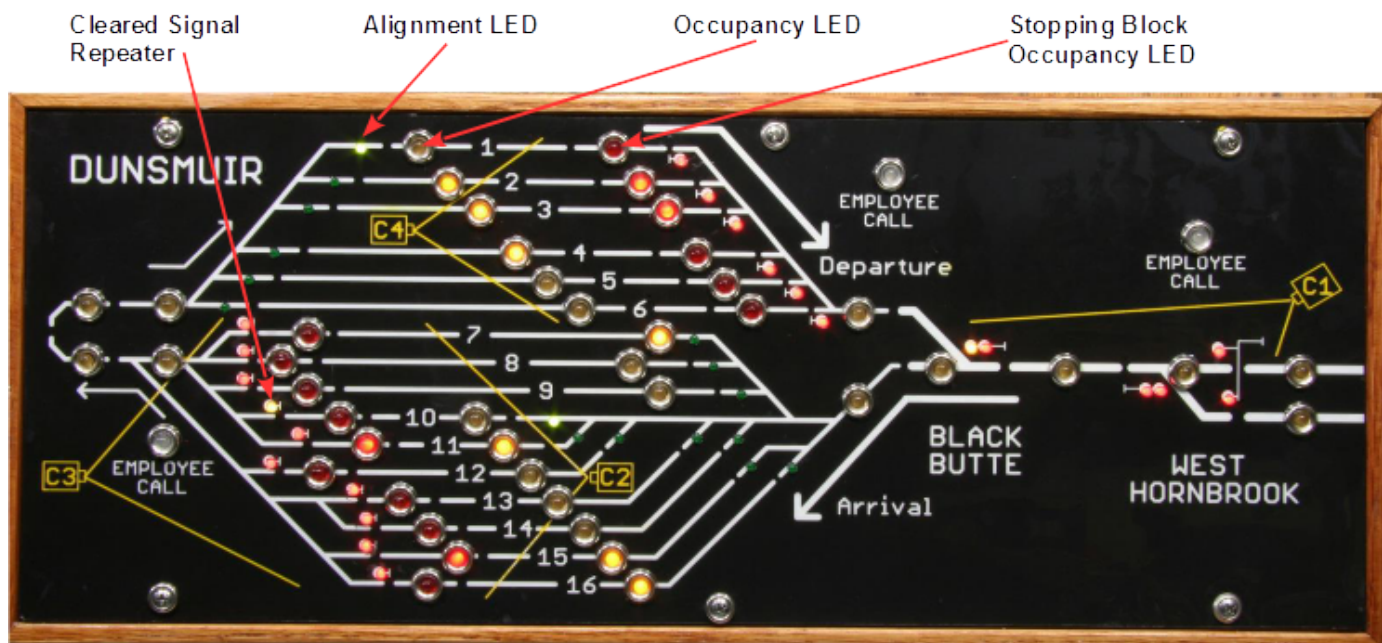 Cleared Signal
Repeater
Alignment LED
Occupancy LED
Stopping Block
Occupancy LED
DUNSMUIR
1
2
3
4
5
6
7
8
9
10
11
12
13
14
15
16
C4
EMPLOYEE
CALL
EMPLOYEE
CALL
C1
Departure
C3
EMPLOYEE
CALL
C2
BLACK
BUTTE
WEST
HORNBROOK
Arrival